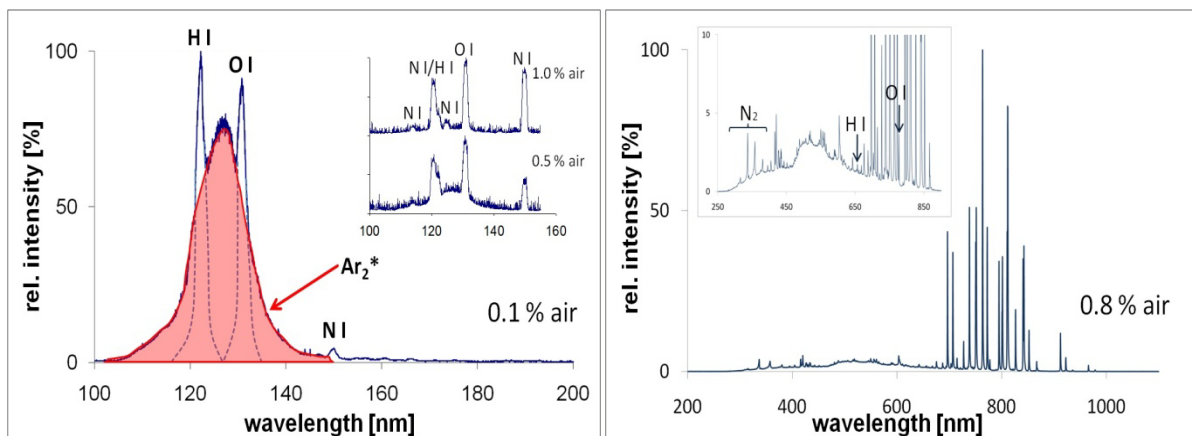 H I
O I
Ar₂*
N I
0.1 % air
rel. intensity [%]
100
50
0
100 120 140 160 180 200
wavelength [nm]
N I N I/H I N I O I N I
1.0 % air
0.5 % air
100 120 140 160
0.8 % air
rel. intensity [%]
100
50
0
200 400 600 800 1000
wavelength [nm]
10
5
0
N₂
H I
O I
250 450 650 850